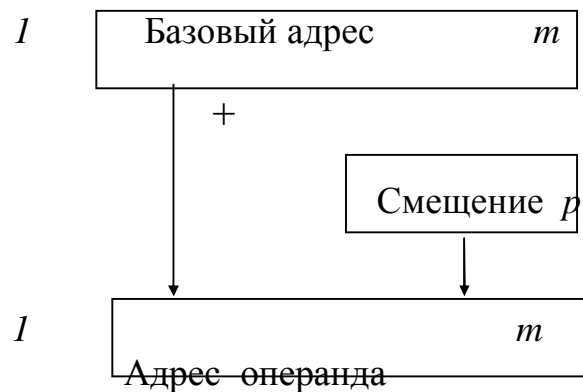 1 Базовый адрес m
+
Смещение p
1 m
Адрес операнда